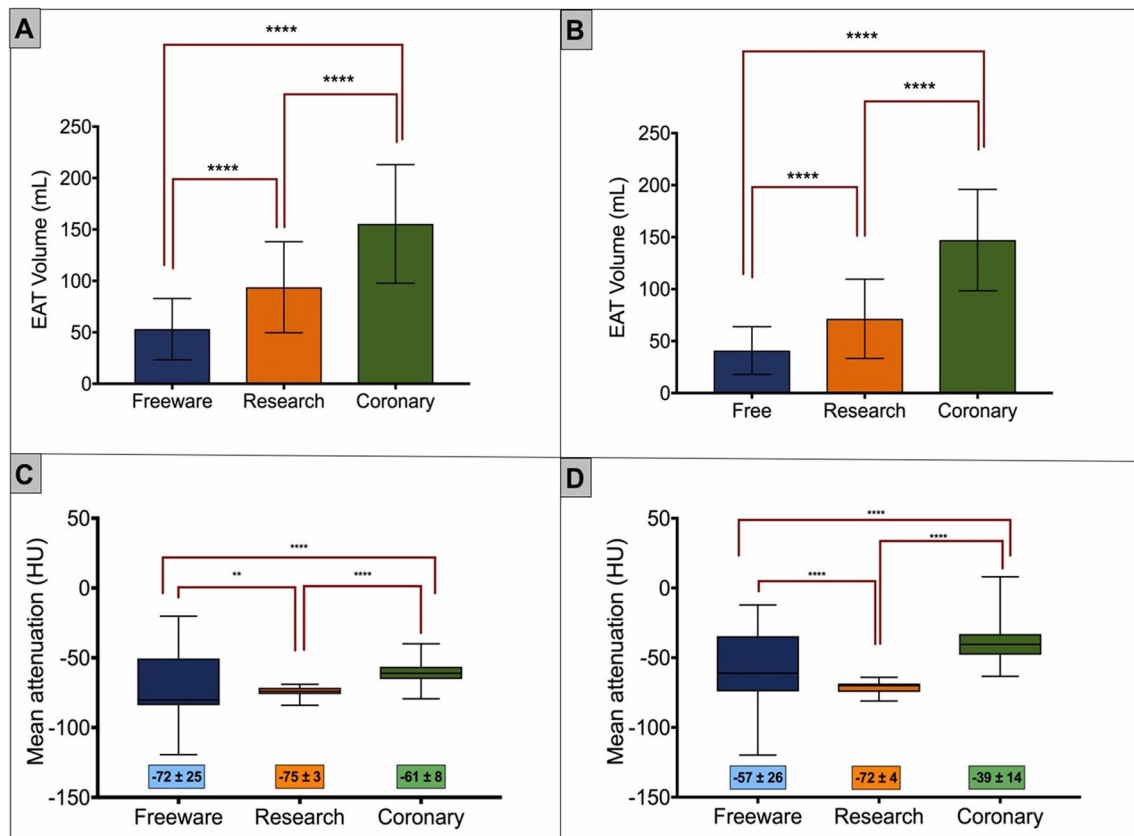 A
****
****
****
EAT Volume (mL)
250
200
150
100
50
0
Freeware Research Coronary
B
****
****
****
EAT Volume (mL)
250
200
150
100
50
0
Free Research Coronary
C
****
** ****
Mean attenuation (HU)
50
0
-50
-100
-150
-72 ± 25 -75 ± 3 -61 ± 8
Freeware Research Coronary
D
****
****
****
Mean attenuation (HU)
50
0
-50
-100
-150
-57 ± 26 -72 ± 4 -39 ± 14
Freeware Research Coronary